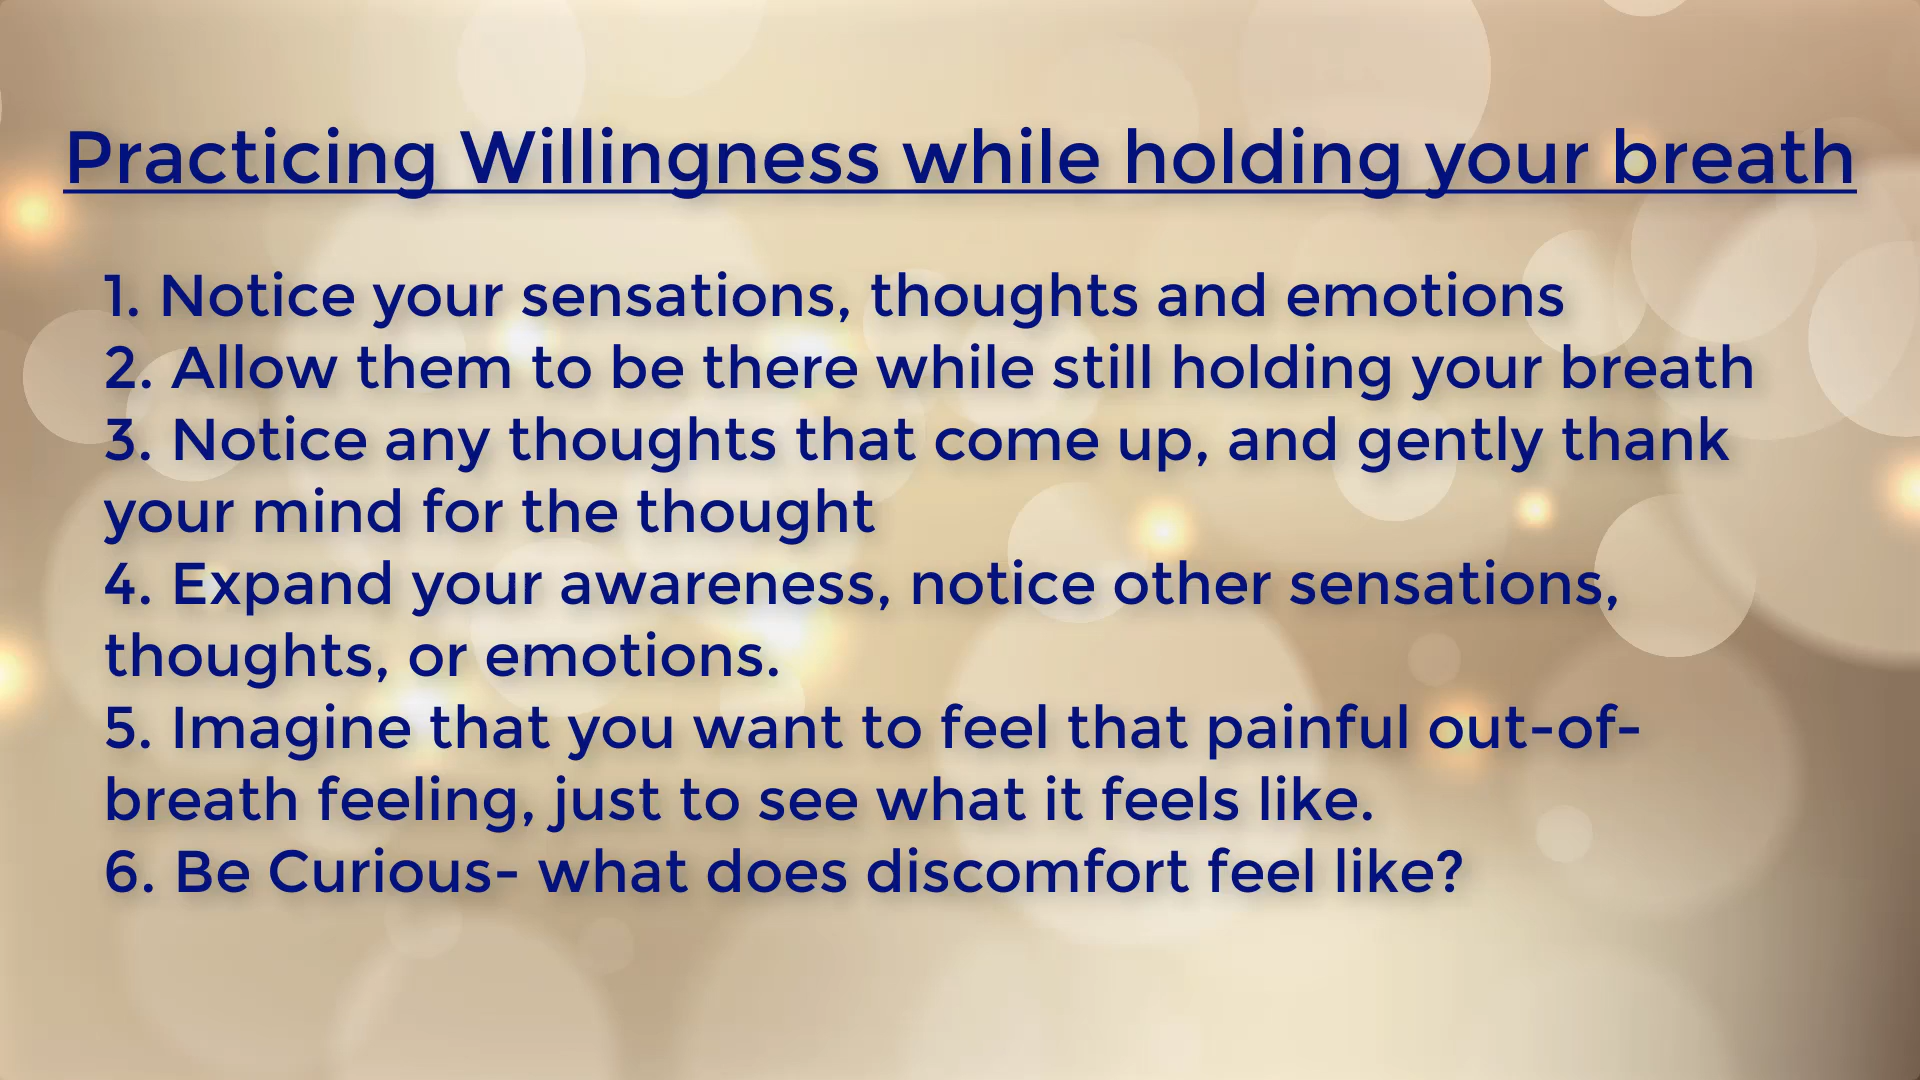 Practicing Willingness while holding your breath
1. Notice your sensations, thoughts and emotions
2. Allow them to be there while still holding your breath
3. Notice any thoughts that come up, and gently thank
your mind for the thought
4. Expand your awareness, notice other sensations,
thoughts, or emotions.
5. Imagine that you want to feel that painful out-of-
breath feeling, just to see what it feels like.
6. Be Curious- what does discomfort feel like?